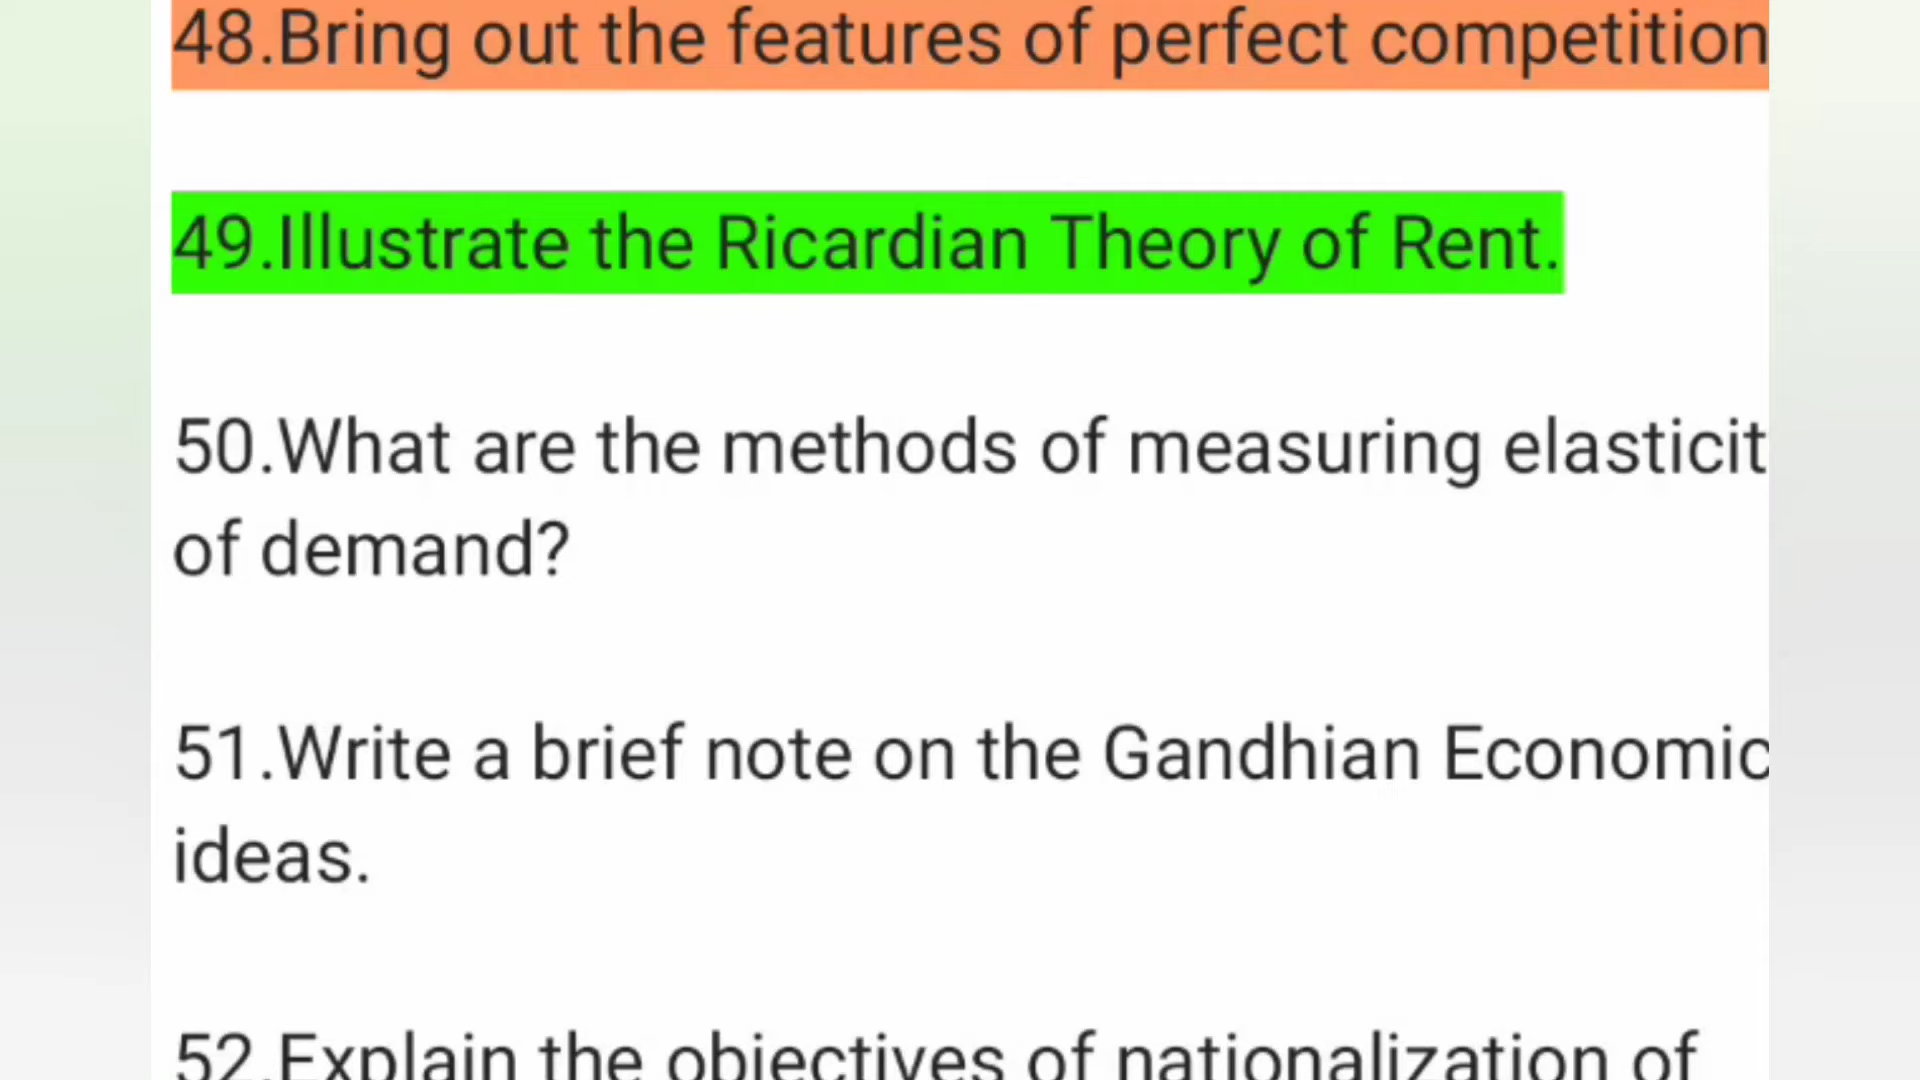 48.Bring out the features of perfect competition
49.Illustrate the Ricardian Theory of Rent.
50.What are the methods of measuring elasticit
of demand?
51.Write a brief note on the Gandhian Economic
ideas.
52.Explain the objectives of nationalization of